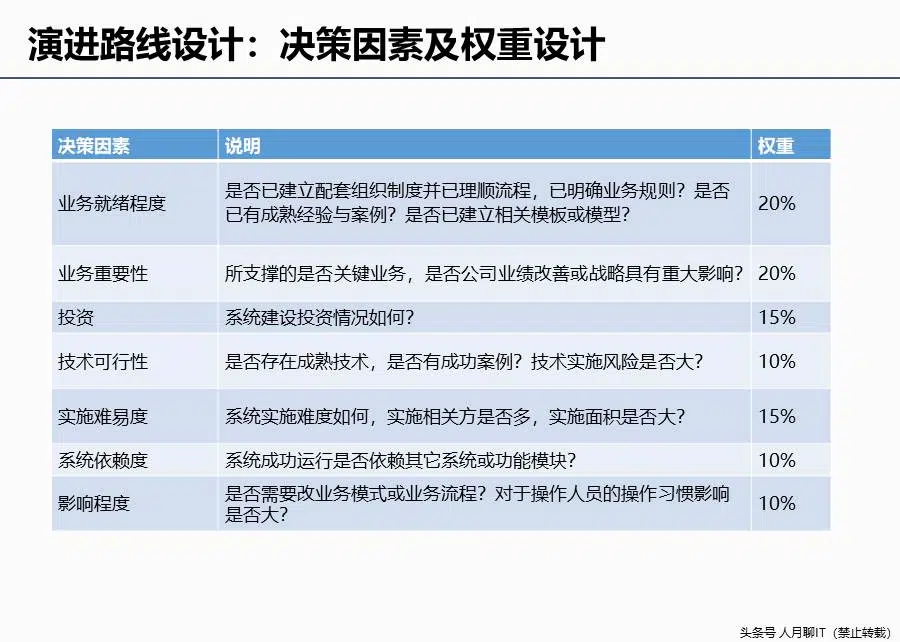 演进路线设计：决策因素及权重设计
决策因素 说明 权重
业务就绪程度 是否已建立配套组织制度并已理顺流程，已明确业务规则？是否
已有成熟经验与案例？是否已建立相关模板或模型？ 20%
业务重要性 所支撑的是否关键业务，是否公司业绩改善或战略具有重大影响？ 20%
投资 系统建设投资情况如何？ 15%
技术可行性 是否存在成熟技术，是否有成功案例？技术实施风险是否大？ 10%
实施难易度 系统实施难度如何，实施相关方是否多，实施面积是否大？ 15%
系统依赖度 系统成功运行是否依赖其它系统或功能模块？ 10%
影响程度 是否需要改业务模式或业务流程？对于操作人员的操作习惯影响
是否大？ 10%
头条号 人月聊IT（禁止转载）